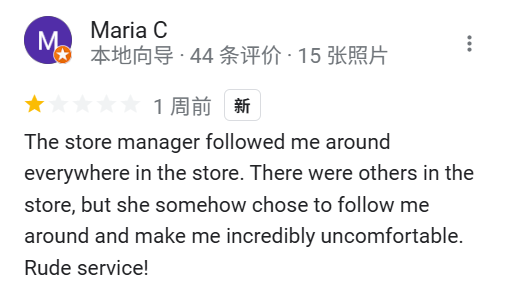 M
Maria C
本地向导 · 44 条评价 · 15 张照片
1 周前 新
The store manager followed me around
everywhere in the store. There were others in the
store, but she somehow chose to follow me
around and make me incredibly uncomfortable.
Rude service!